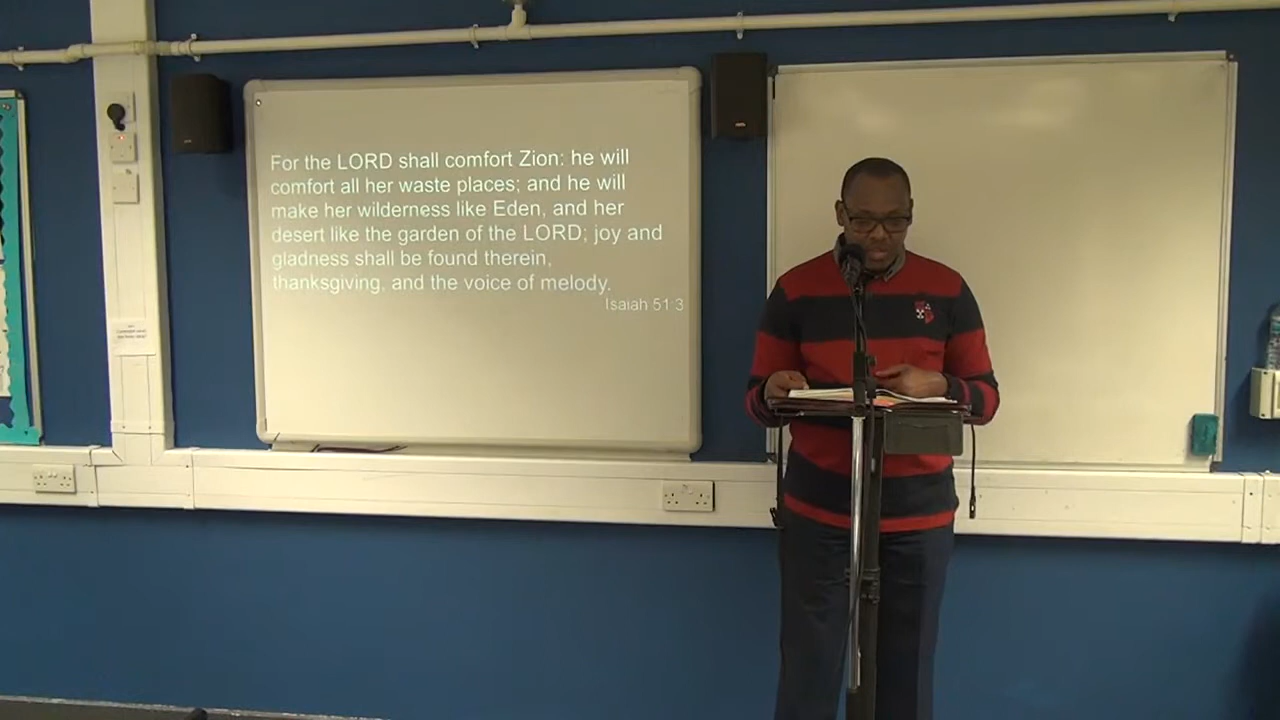 For the LORD shall comfort Zion: he will
comfort all her waste places; and he will
make her wilderness like Eden, and her
desert like the garden of the LORD; joy and
gladness shall be found therein,
thanksgiving, and the voice of melody.
Isaiah 51:3